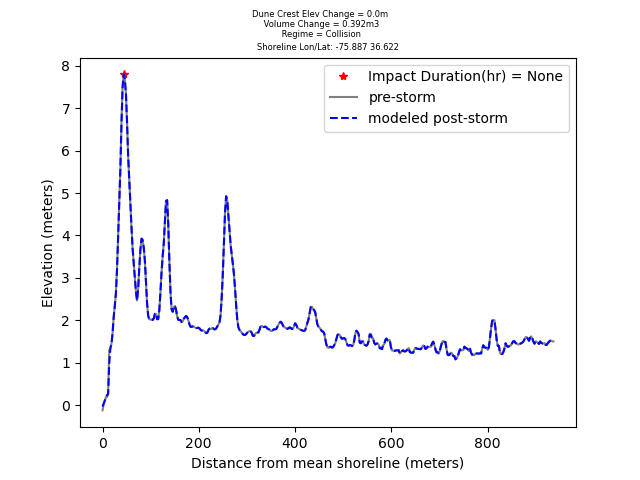 Dune Crest Elev Change = 0.0m
Volume Change = 0.392m3
Regime = Collision
Shoreline Lon/Lat: -75.887 36.622
Impact Duration(hr) = None
pre-storm
modeled post-storm
Elevation (meters)
8
7
6
5
4
3
2
1
0
0 200 400 600 800
Distance from mean shoreline (meters)